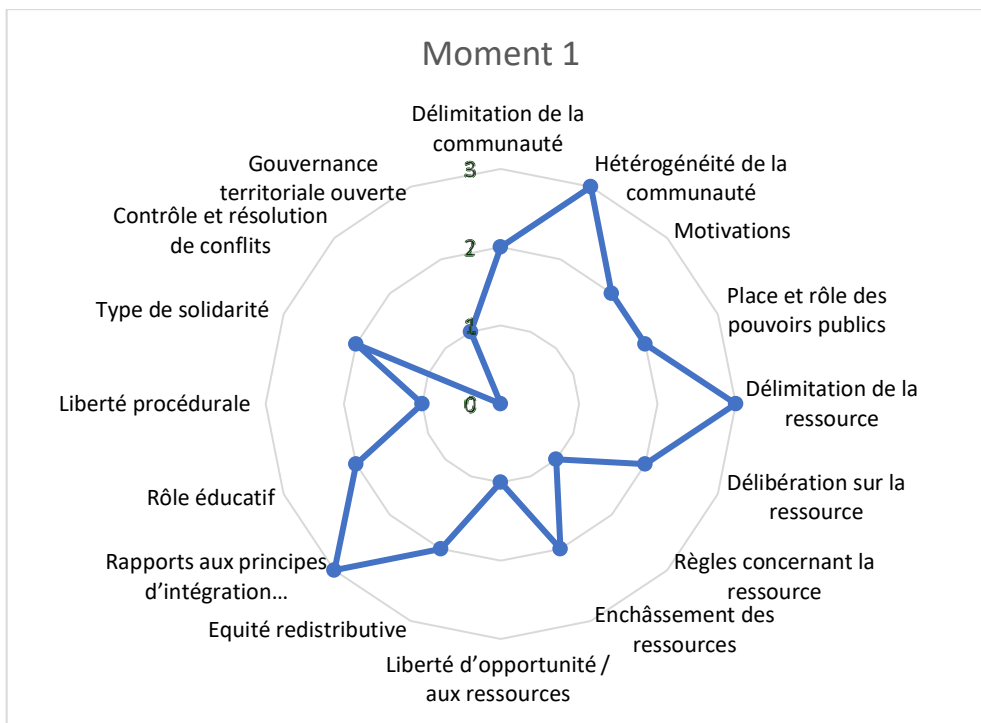 Moment 1
Délimitation de la
communauté
Hétérogénéité de la
communauté
Motivations
Place et rôle des
pouvoirs publics
Délimitation de la
ressource
Délibération sur la
ressource
Règles concernant la
ressource
Enchâssement des
ressources
Liberté d’opportunité /
aux ressources
Equité redistributive
Rapports aux principes
d’intégration…
Rôle éducatif
Liberté procédurale
Type de solidarité
Contrôle et résolution
de conflits
Gouvernance
territoriale ouverte
3
2
1
0